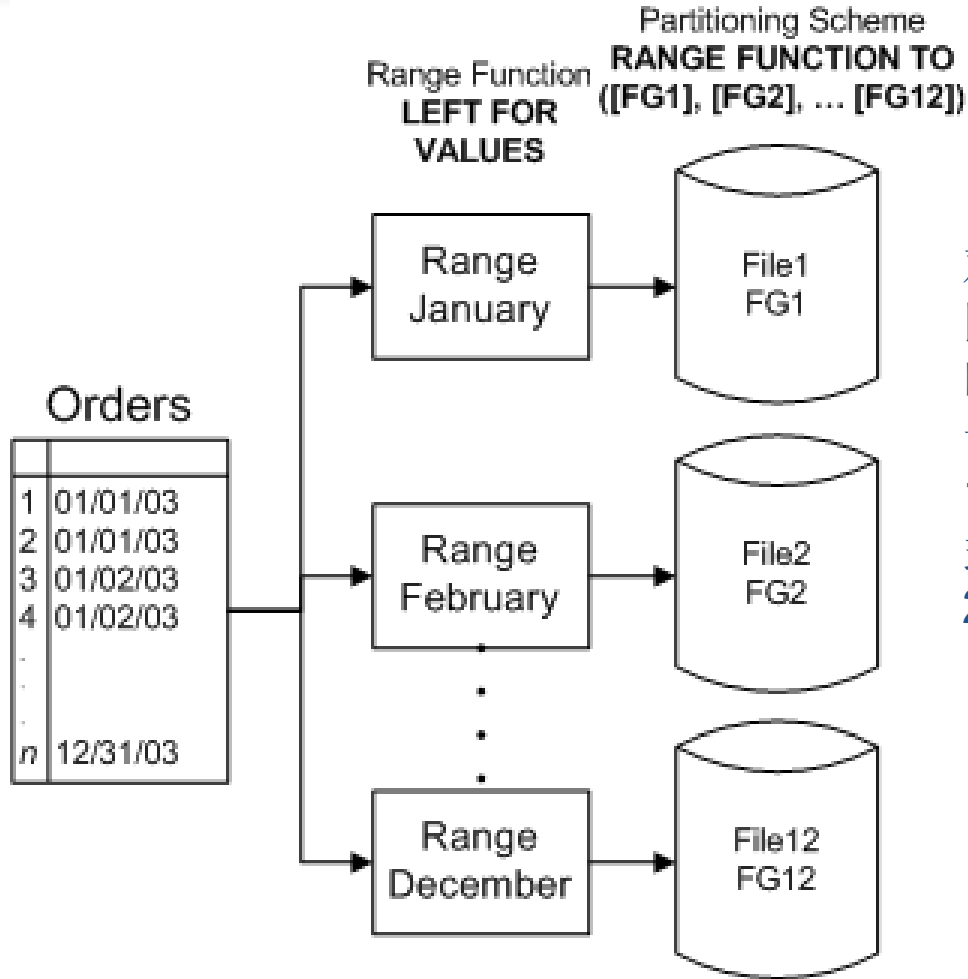 Partitioning Scheme
RANGE FUNCTION TO
([FG1], [FG2], ... [FG12])
Range Function
LEFT FOR
VALUES
Orders
1 01/01/03
2 01/01/03
3 01/02/03
4 01/02/03
.
.
.
n 12/31/03
Range
January
File1
FG1
Range
February
File2
FG2
Range
December
File12
FG12